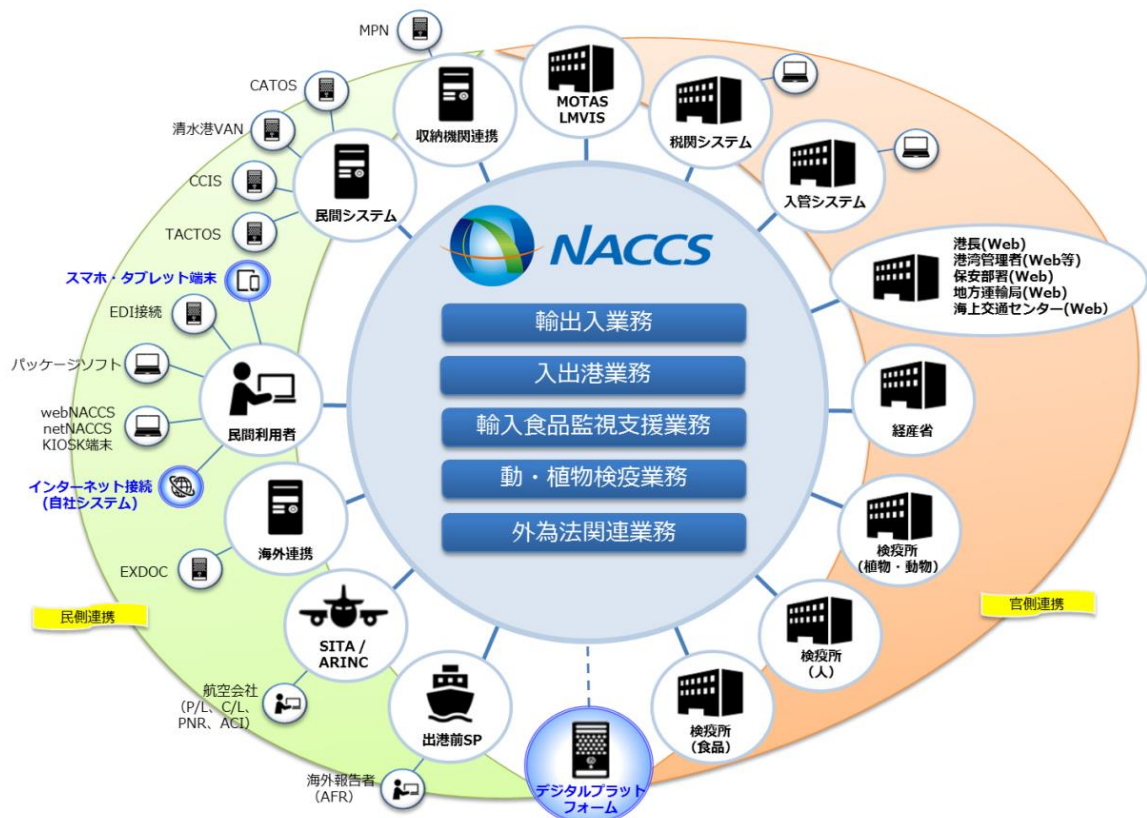 MPN
CATOS
清水港VAN
CCIS
TACTOS
スマホ・タブレット端末
EDI接続
パッケージソフト
webNACCS
netNACCS
KIOSK端末
インターネット接続
(自社システム)
EXDOC
民側連携
航空会社
(P/L、C/L、
PNR、ACI)
海外報告者
(AFR)
収納機関連携
民間システム
民間利用者
海外連携
SITA /
ARINC
出港前SP
デジタルプラット
フォーム
NACCS
輸出入業務
入出港業務
輸入食品監視支援業務
動・植物検疫業務
外為法関連業務
MOTAS
LMVIS
税関システム
入管システム
港長(Web)
港湾管理者(Web等)
保安部署(Web)
地方運輸局(Web)
海上交通センター(Web)
経産省
検疫所
(植物・動物)
検疫所
(人)
検疫所
(食品)
官側連携